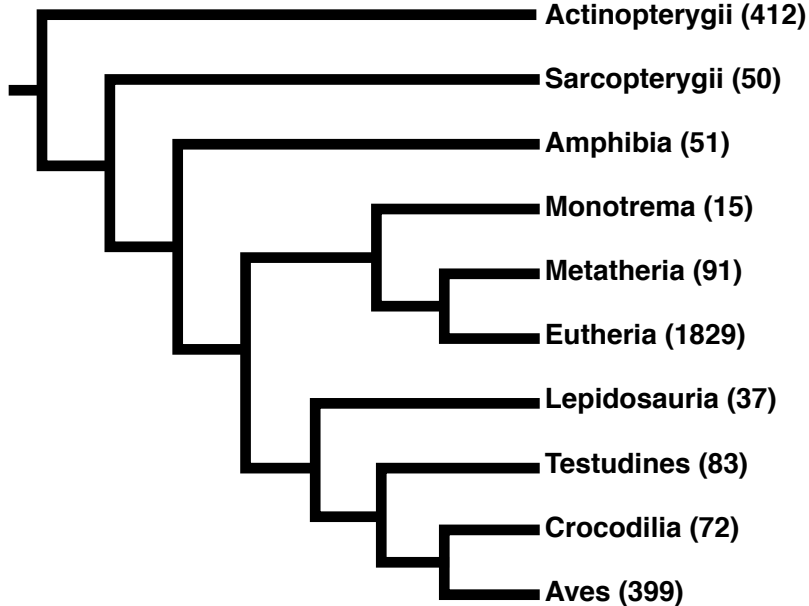 Actinopterygii (412)
Sarcopterygii (50)
Amphibia (51)
Monotrema (15)
Metatheria (91)
Eutheria (1829)
Lepidosauria (37)
Testudines (83)
Crocodilia (72)
Aves (399)